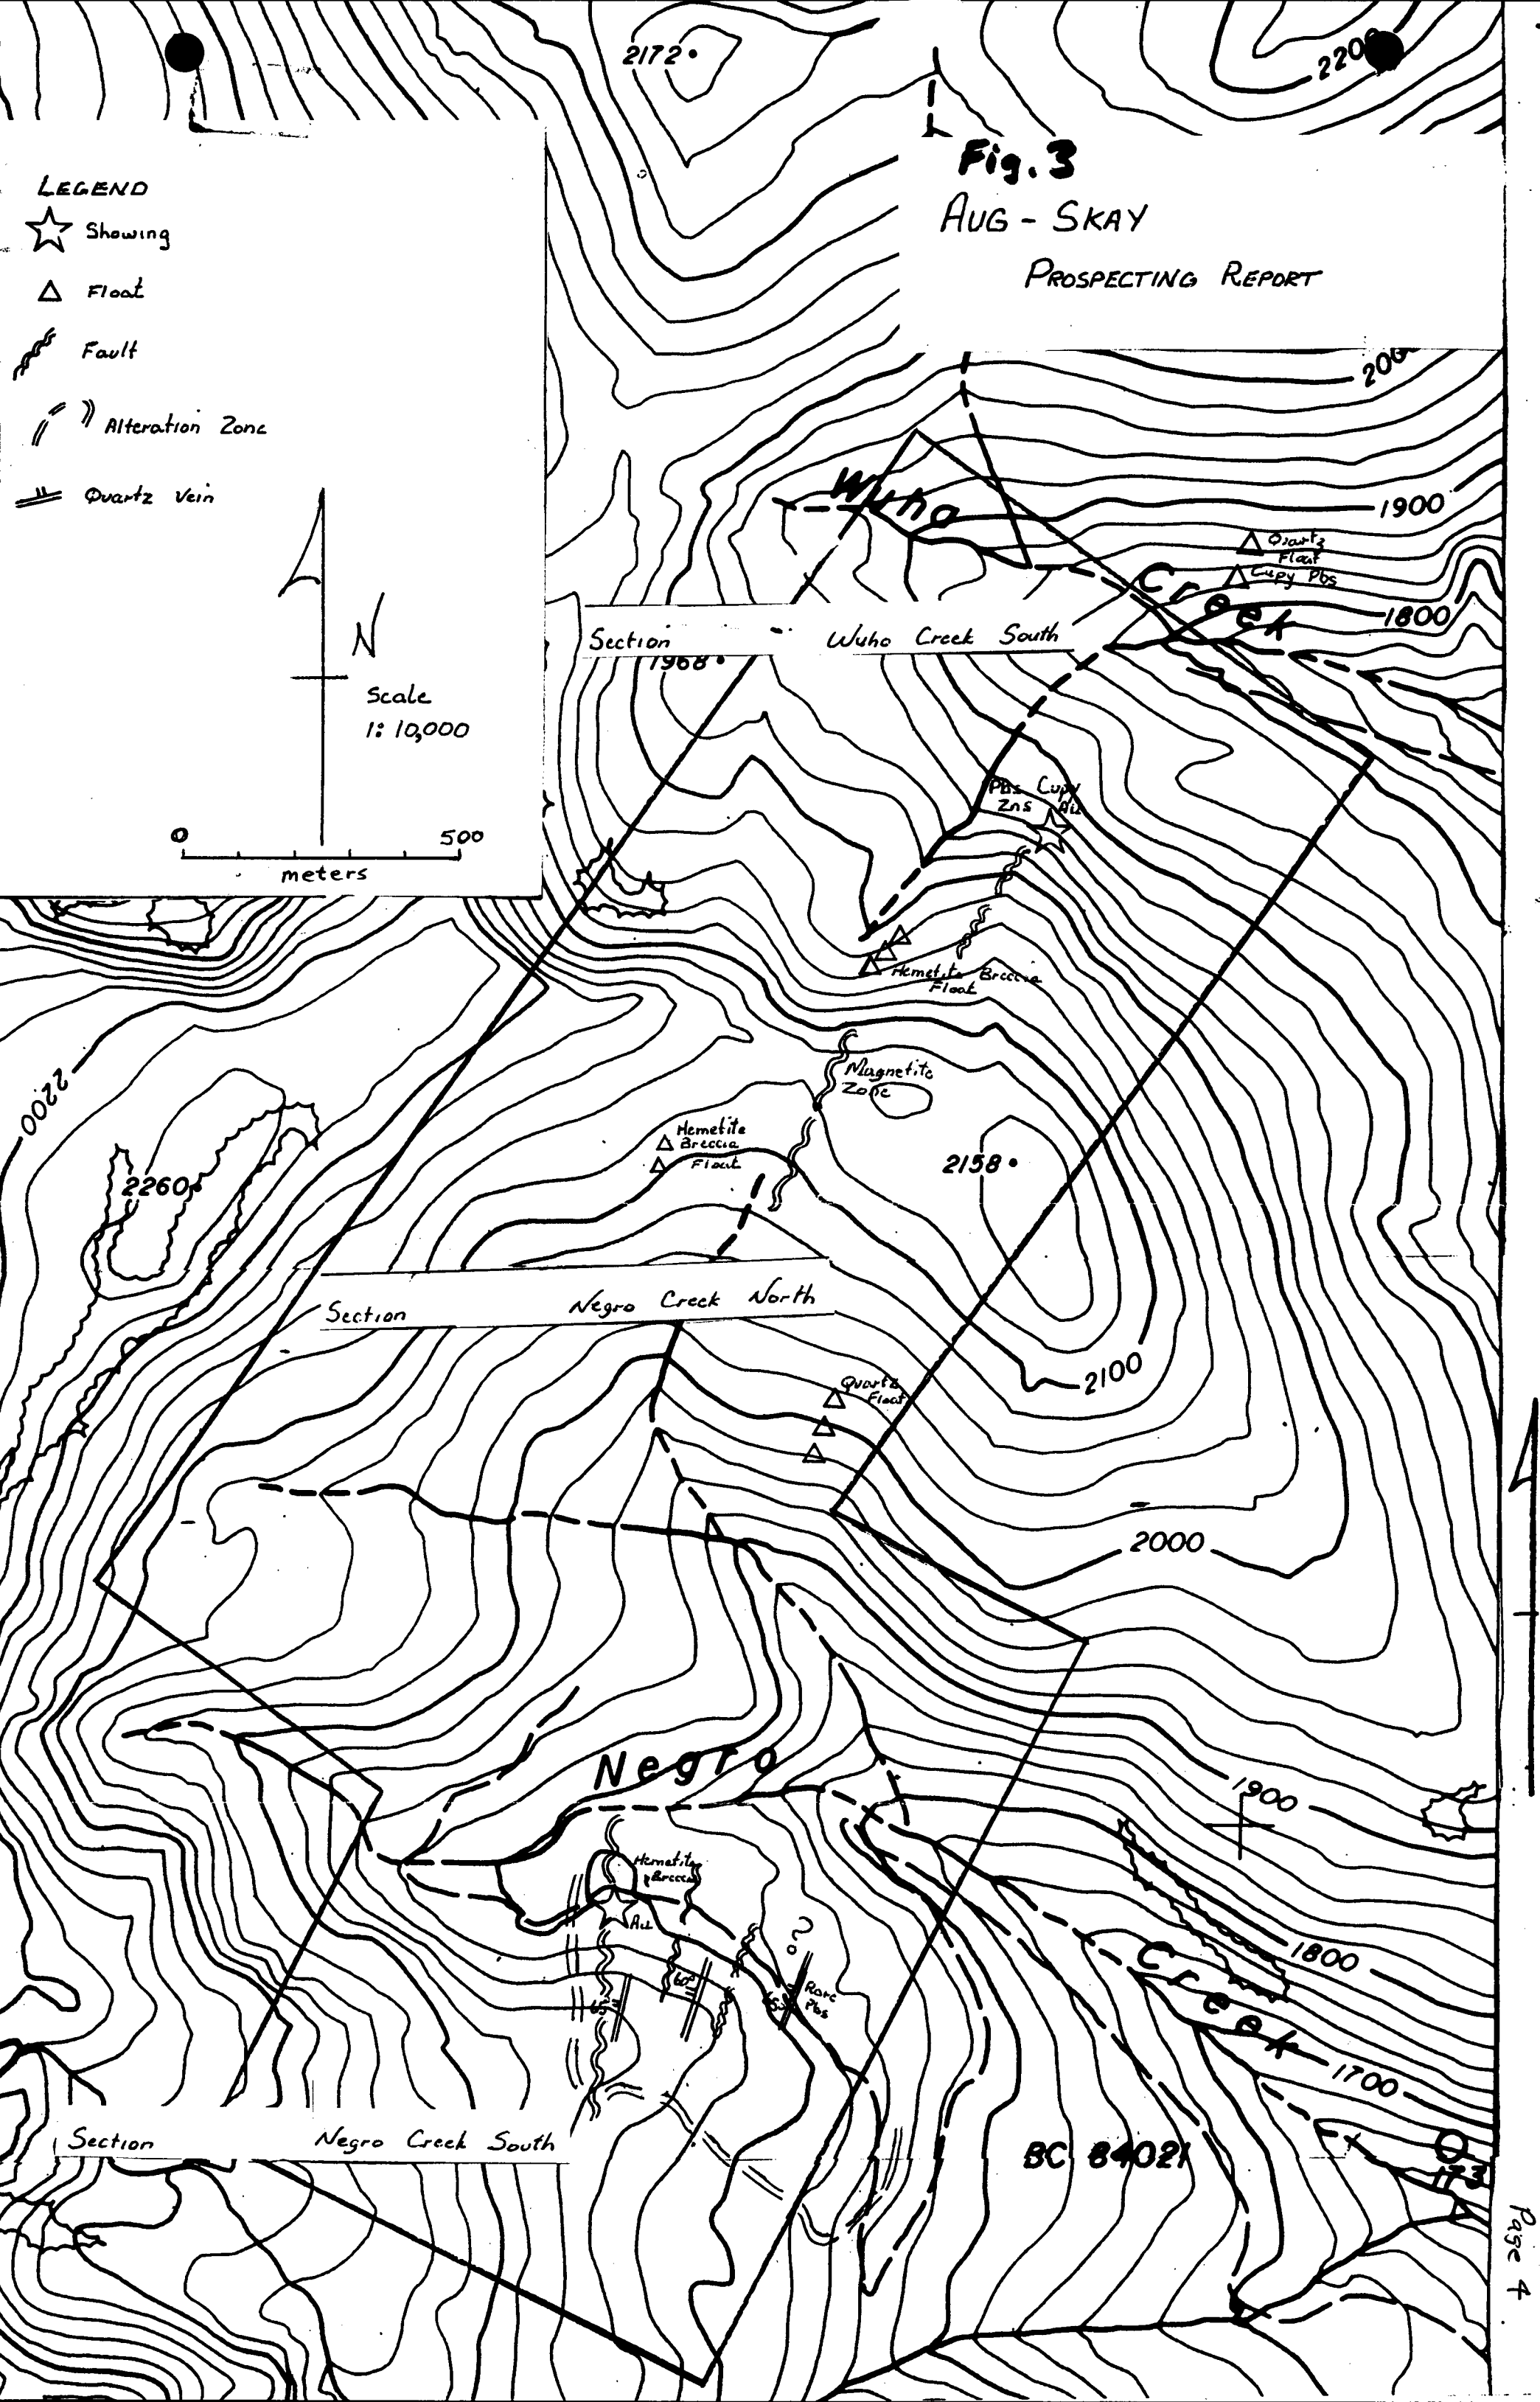 2172
2200
Fig. 3
AUG - SKAY
PROSPECTING REPORT
LEGEND
Showing
Float
Fault
Alteration Zone
Quartz Vein
N
Scale
1: 10,000
0 500
meters
Wuho
Creek
1900
Quartz
Float
Cupy Pbs
1800
Section Wuho Creek South
1968
Pbs Cupy
Zns Au
Hemetite Breccia
Float
2200
Magnetite
Zone
Hemetite
Breccia
Float
2158
2260
Section Negro Creek North
2100
Quartz
Float
2000
Negro
1900
Hemetite
Breccia
Au
?
1800
Creek
60°
65°
65°
Rare
Pbs
1700
Section Negro Creek South
BC 84021
173
Page 4